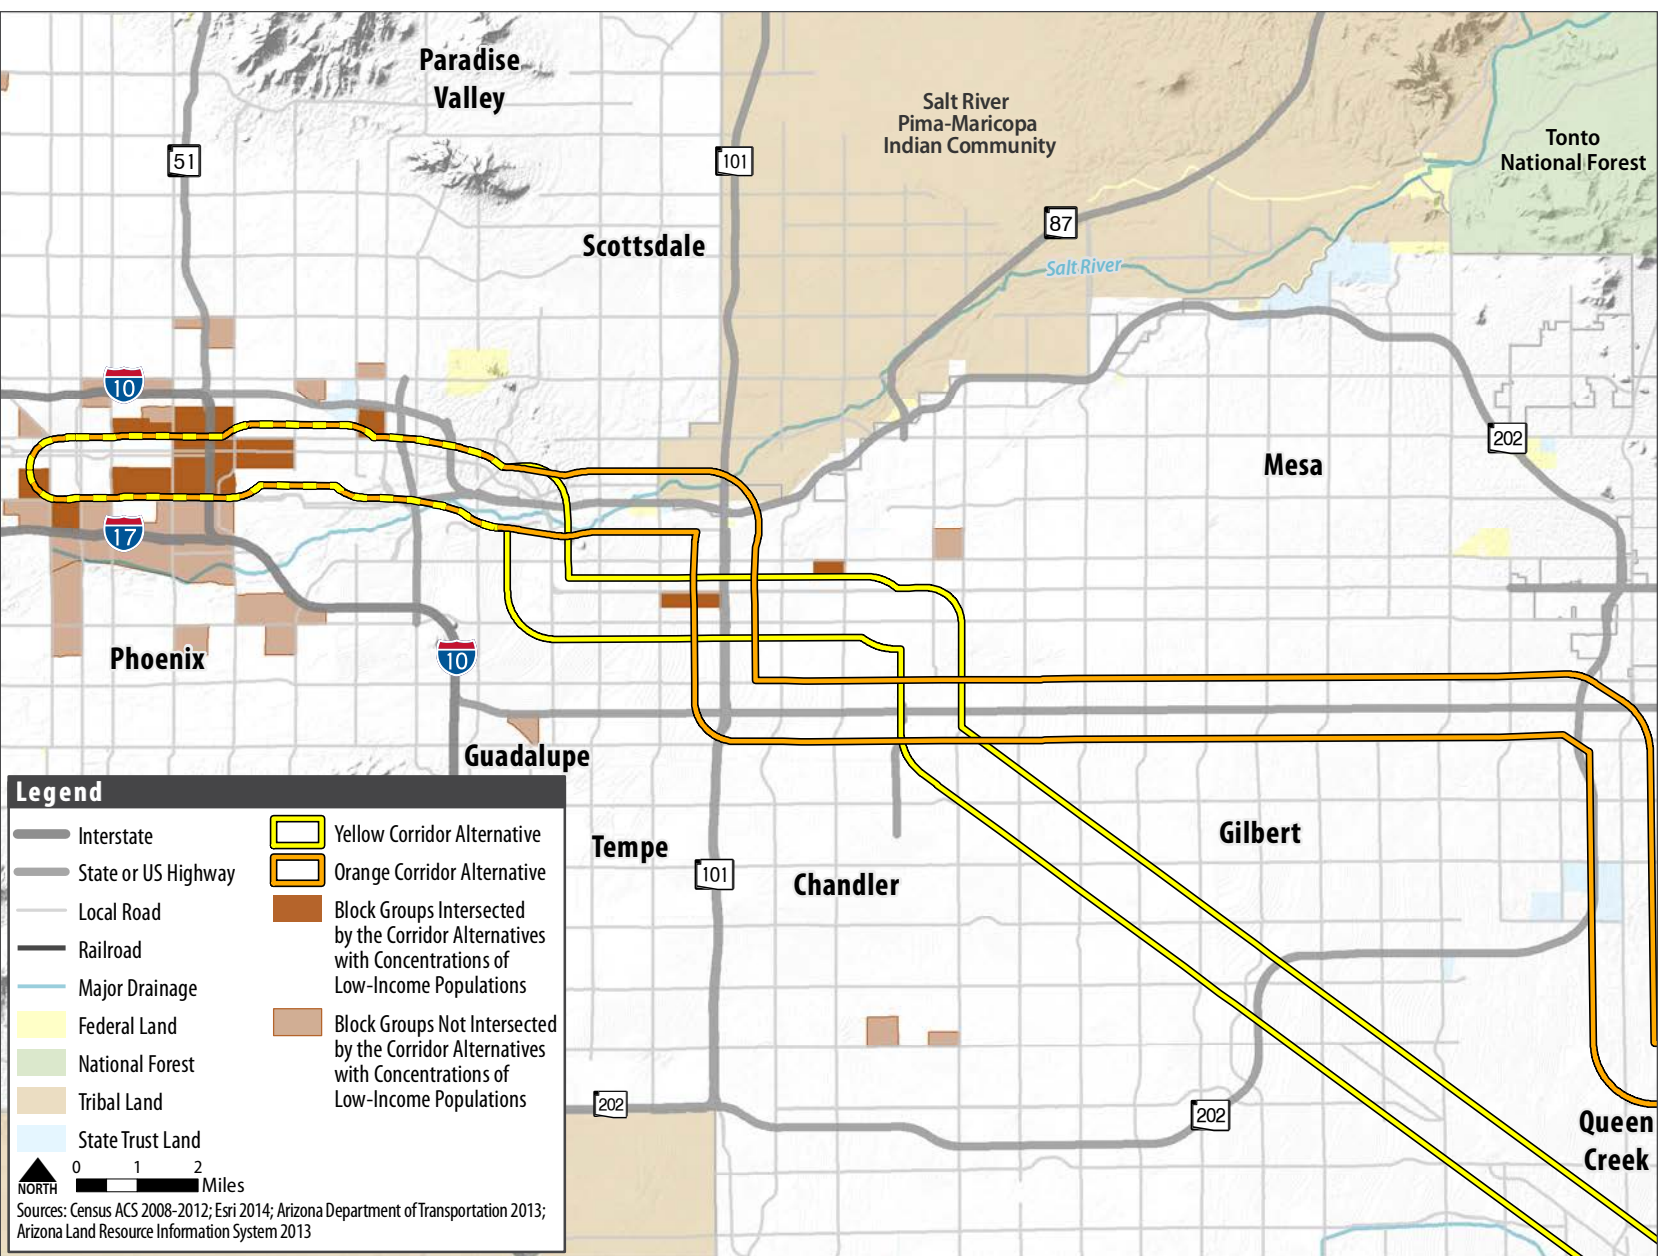 Paradise
Valley
51
101
Salt River
Pima-Maricopa
Indian Community
Tonto
National Forest
87
Scottsdale
Salt River
10
202
Mesa
17
Phoenix
10
Guadalupe
Tempe
101
Chandler
Gilbert
202
202
Queen
Creek
Legend
Interstate
State or US Highway
Local Road
Railroad
Major Drainage
Federal Land
National Forest
Tribal Land
State Trust Land
Yellow Corridor Alternative
Orange Corridor Alternative
Block Groups Intersected
by the Corridor Alternatives
with Concentrations of
Low-Income Populations
Block Groups Not Intersected
by the Corridor Alternatives
with Concentrations of
Low-Income Populations
NORTH
0 1 2
Miles
Sources: Census ACS 2008-2012; Esri 2014; Arizona Department of Transportation 2013;
Arizona Land Resource Information System 2013